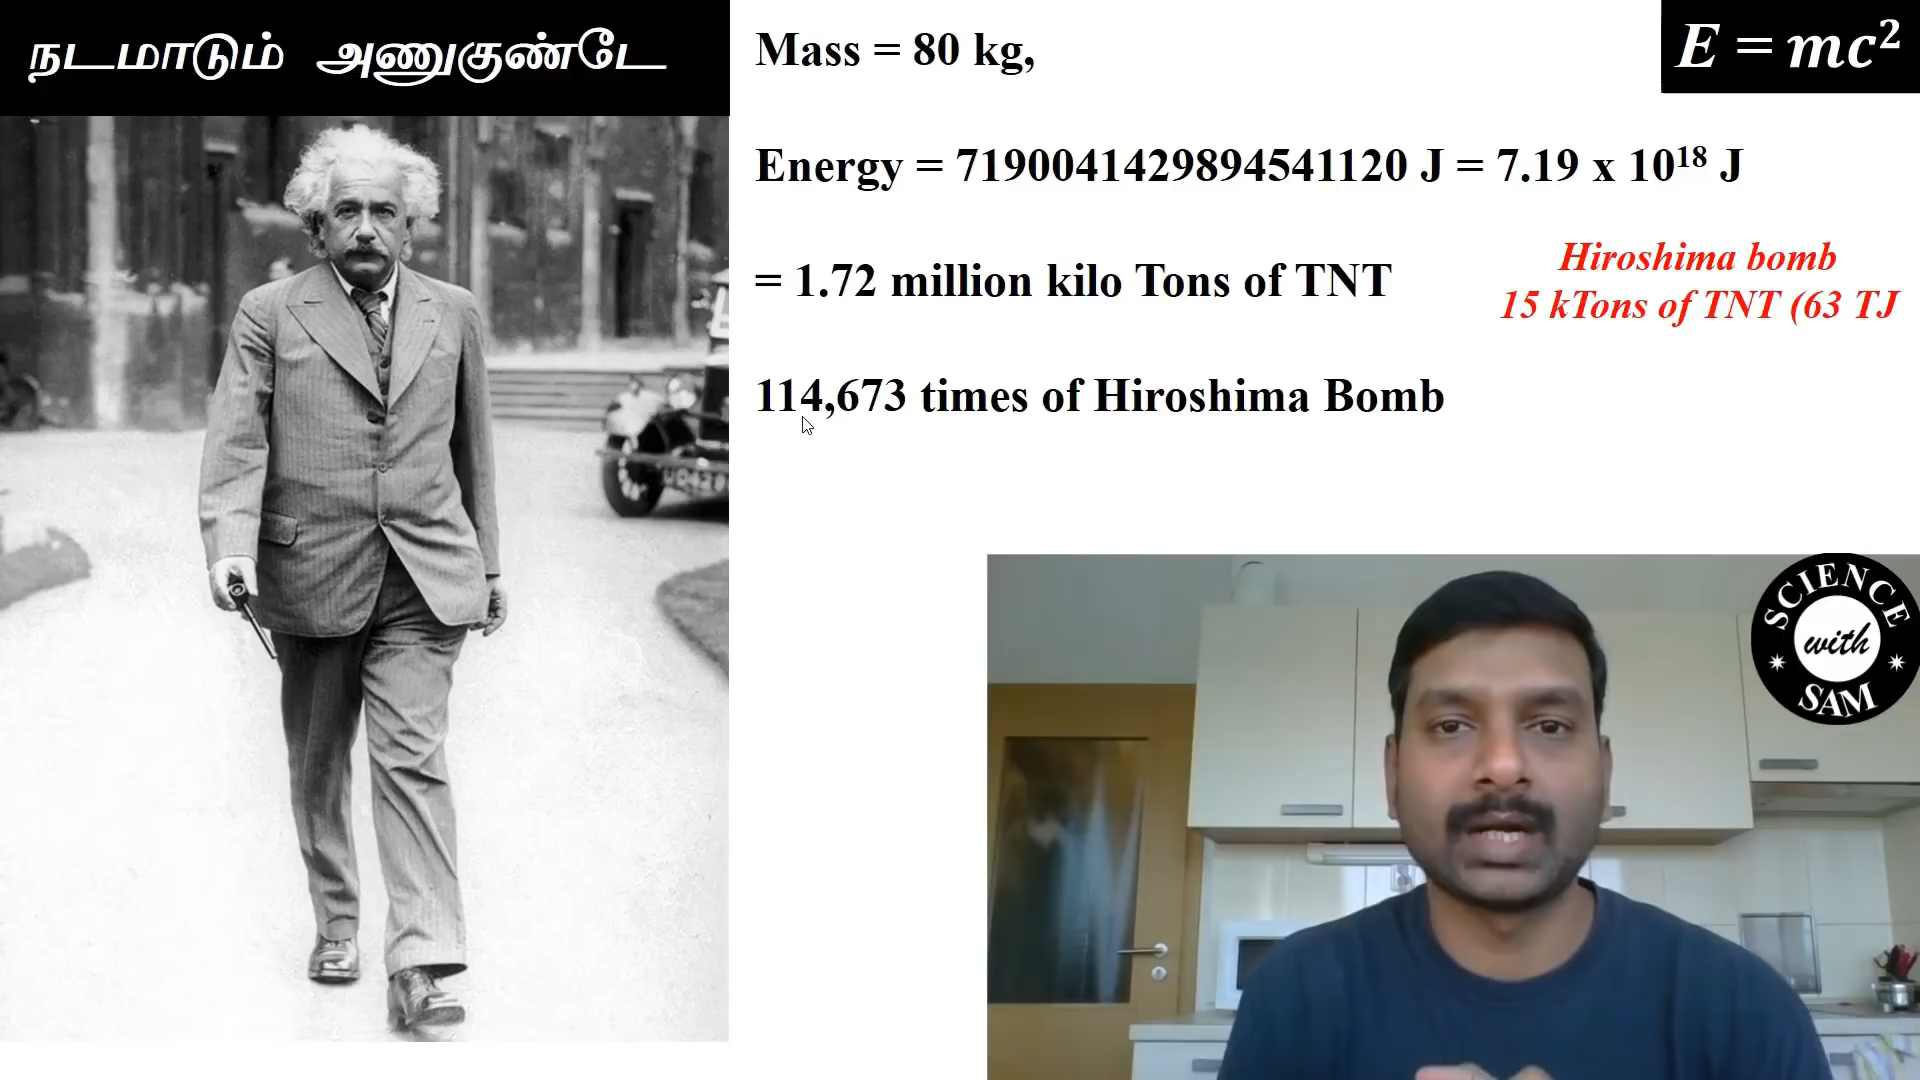 நடமாடும் அணுகுண்டே
Mass = 80 kg,
E = mc²
Energy = 7190041429894541120 J = 7.19 x 10¹⁸ J
= 1.72 million kilo Tons of TNT
Hiroshima bomb
15 kTons of TNT (63 TJ
114,673 times of Hiroshima Bomb
SCIENCE
with
SAM